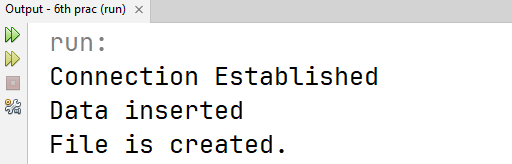 Output - 6th prac (run) ×
run:
Connection Established
Data inserted
File is created.